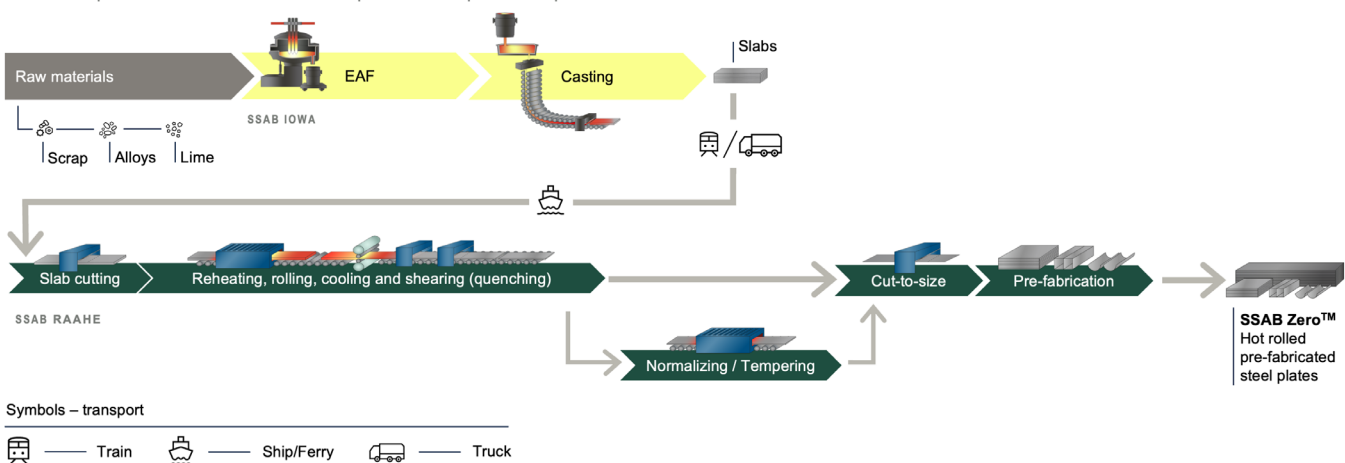 Slabs
Raw materials
EAF
Casting
SSAB IOWA
Scrap
Alloys
Lime
Slab cutting
Reheating, rolling, cooling and shearing (quenching)
Cut-to-size
Pre-fabrication
SSAB RAAHE
SSAB Zero™
Hot rolled
pre-fabricated
steel plates
Normalizing / Tempering
Symbols – transport
Train
Ship/Ferry
Truck